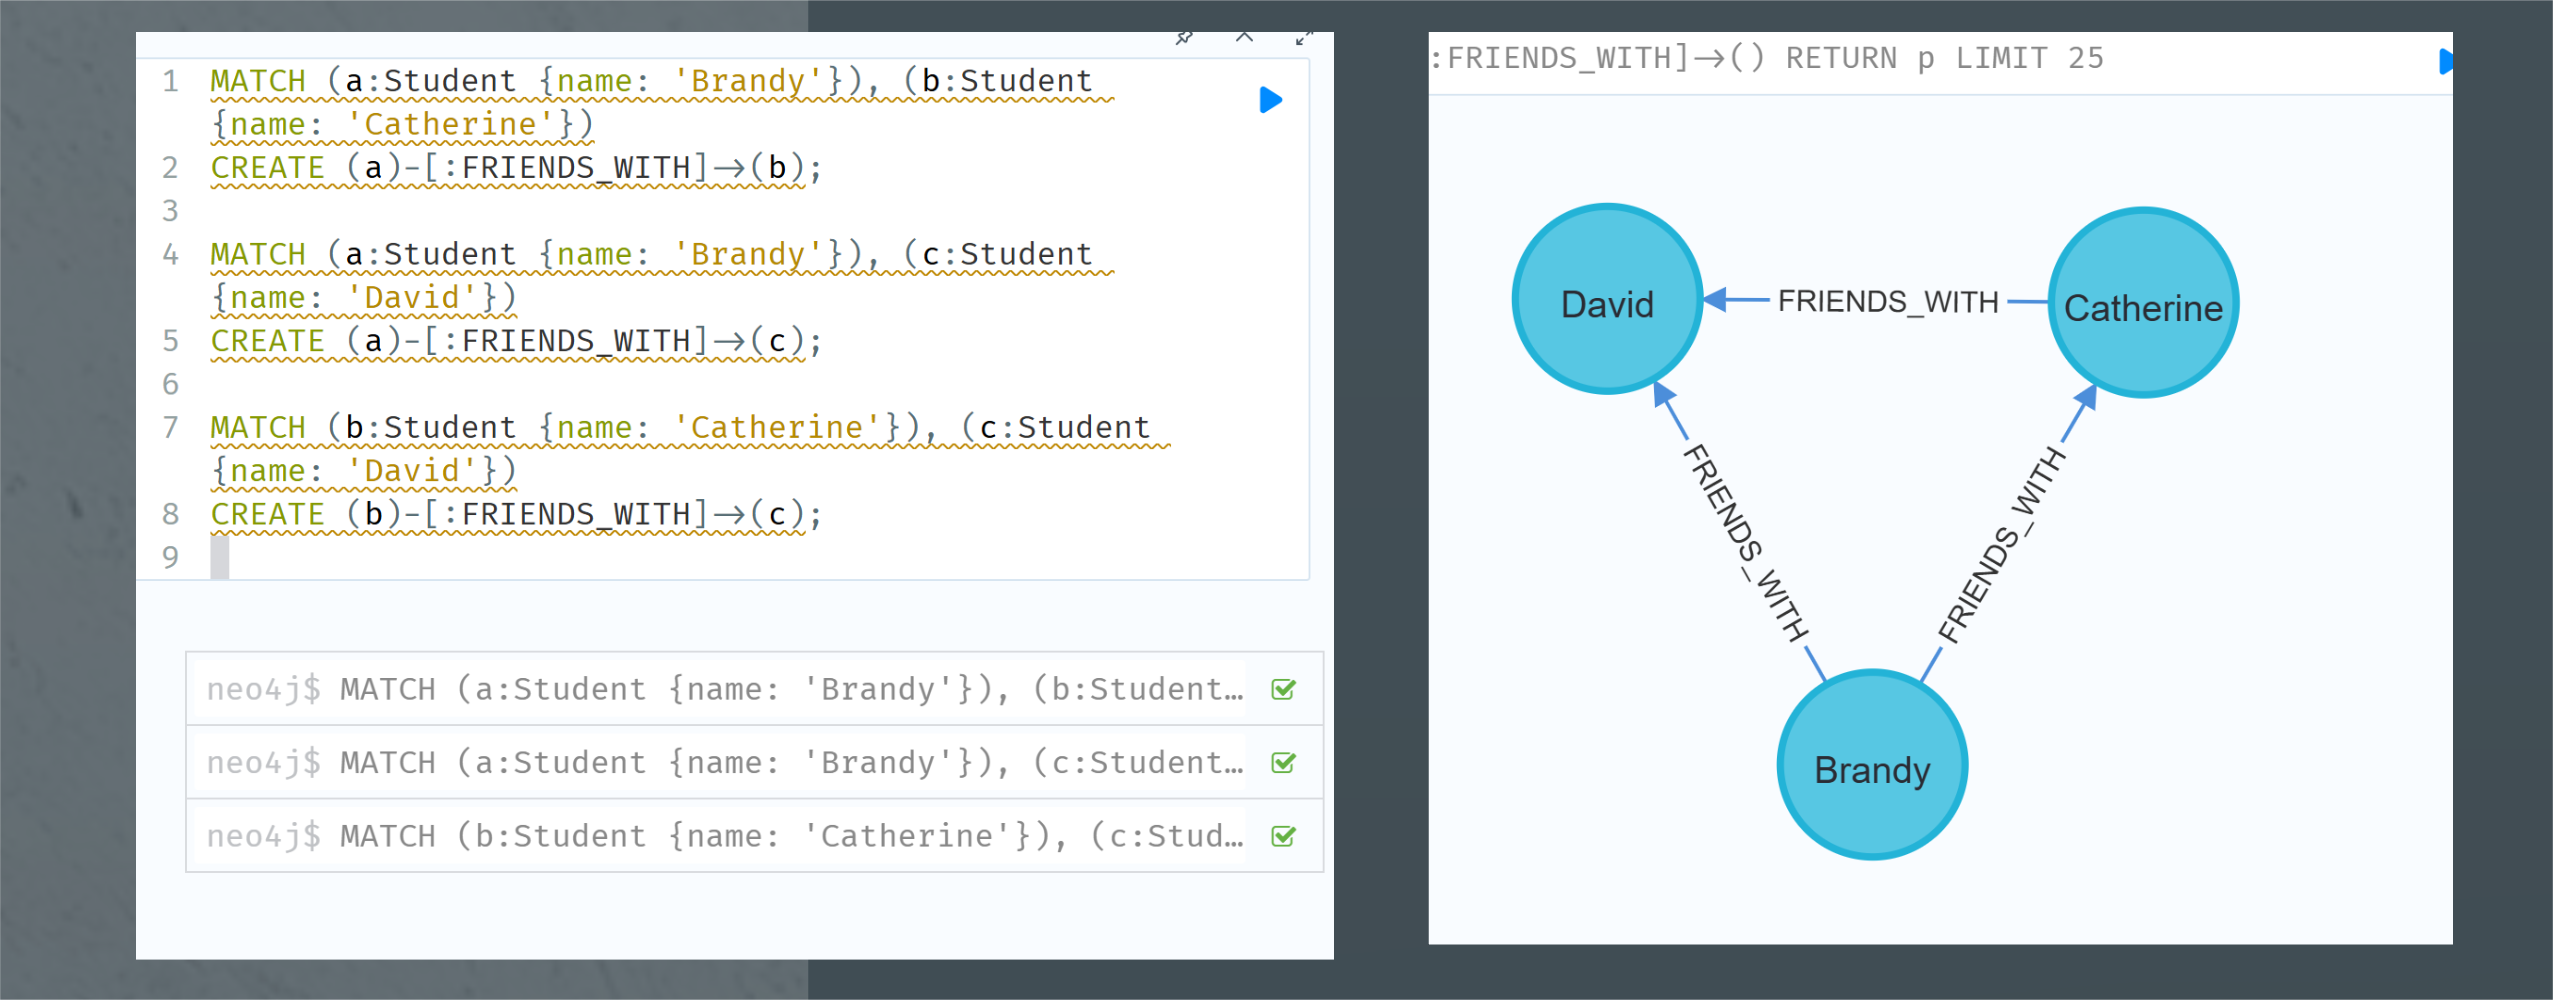 1 MATCH (a:Student {name: 'Brandy'}), (b:Student
{name: 'Catherine'})
2 CREATE (a)-[:FRIENDS_WITH]→(b);
3
4 MATCH (a:Student {name: 'Brandy'}), (c:Student
{name: 'David'})
5 CREATE (a)-[:FRIENDS_WITH]→(c);
6
7 MATCH (b:Student {name: 'Catherine'}), (c:Student
{name: 'David'})
8 CREATE (b)-[:FRIENDS_WITH]→(c);
9
neo4j$ MATCH (a:Student {name: 'Brandy'}), (b:Student…
neo4j$ MATCH (a:Student {name: 'Brandy'}), (c:Student…
neo4j$ MATCH (b:Student {name: 'Catherine'}), (c:Stud…
:FRIENDS_WITH]→() RETURN p LIMIT 25
David
FRIENDS_WITH
Catherine
FRIENDS_WITH
FRIENDS_WITH
Brandy